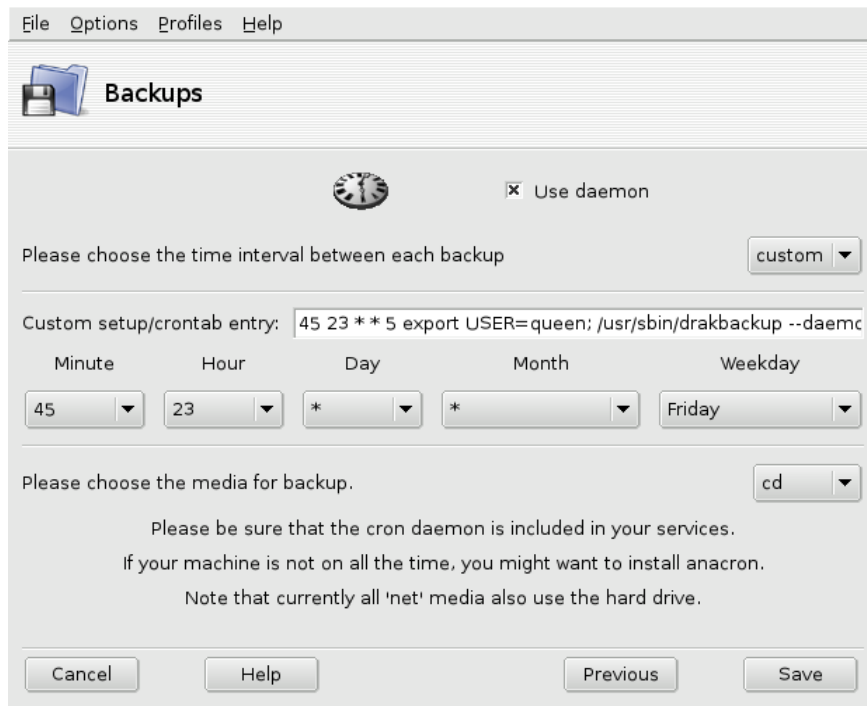 File Options Profiles Help
Backups
Use daemon
Please choose the time interval between each backup custom
Custom setup/crontab entry: 45 23 * * 5 export USER=queen; /usr/sbin/drakbackup --daemo
Minute Hour Day Month Weekday
45 23 * * Friday
Please choose the media for backup. cd
Please be sure that the cron daemon is included in your services.
If your machine is not on all the time, you might want to install anacron.
Note that currently all 'net' media also use the hard drive.
Cancel Help Previous Save